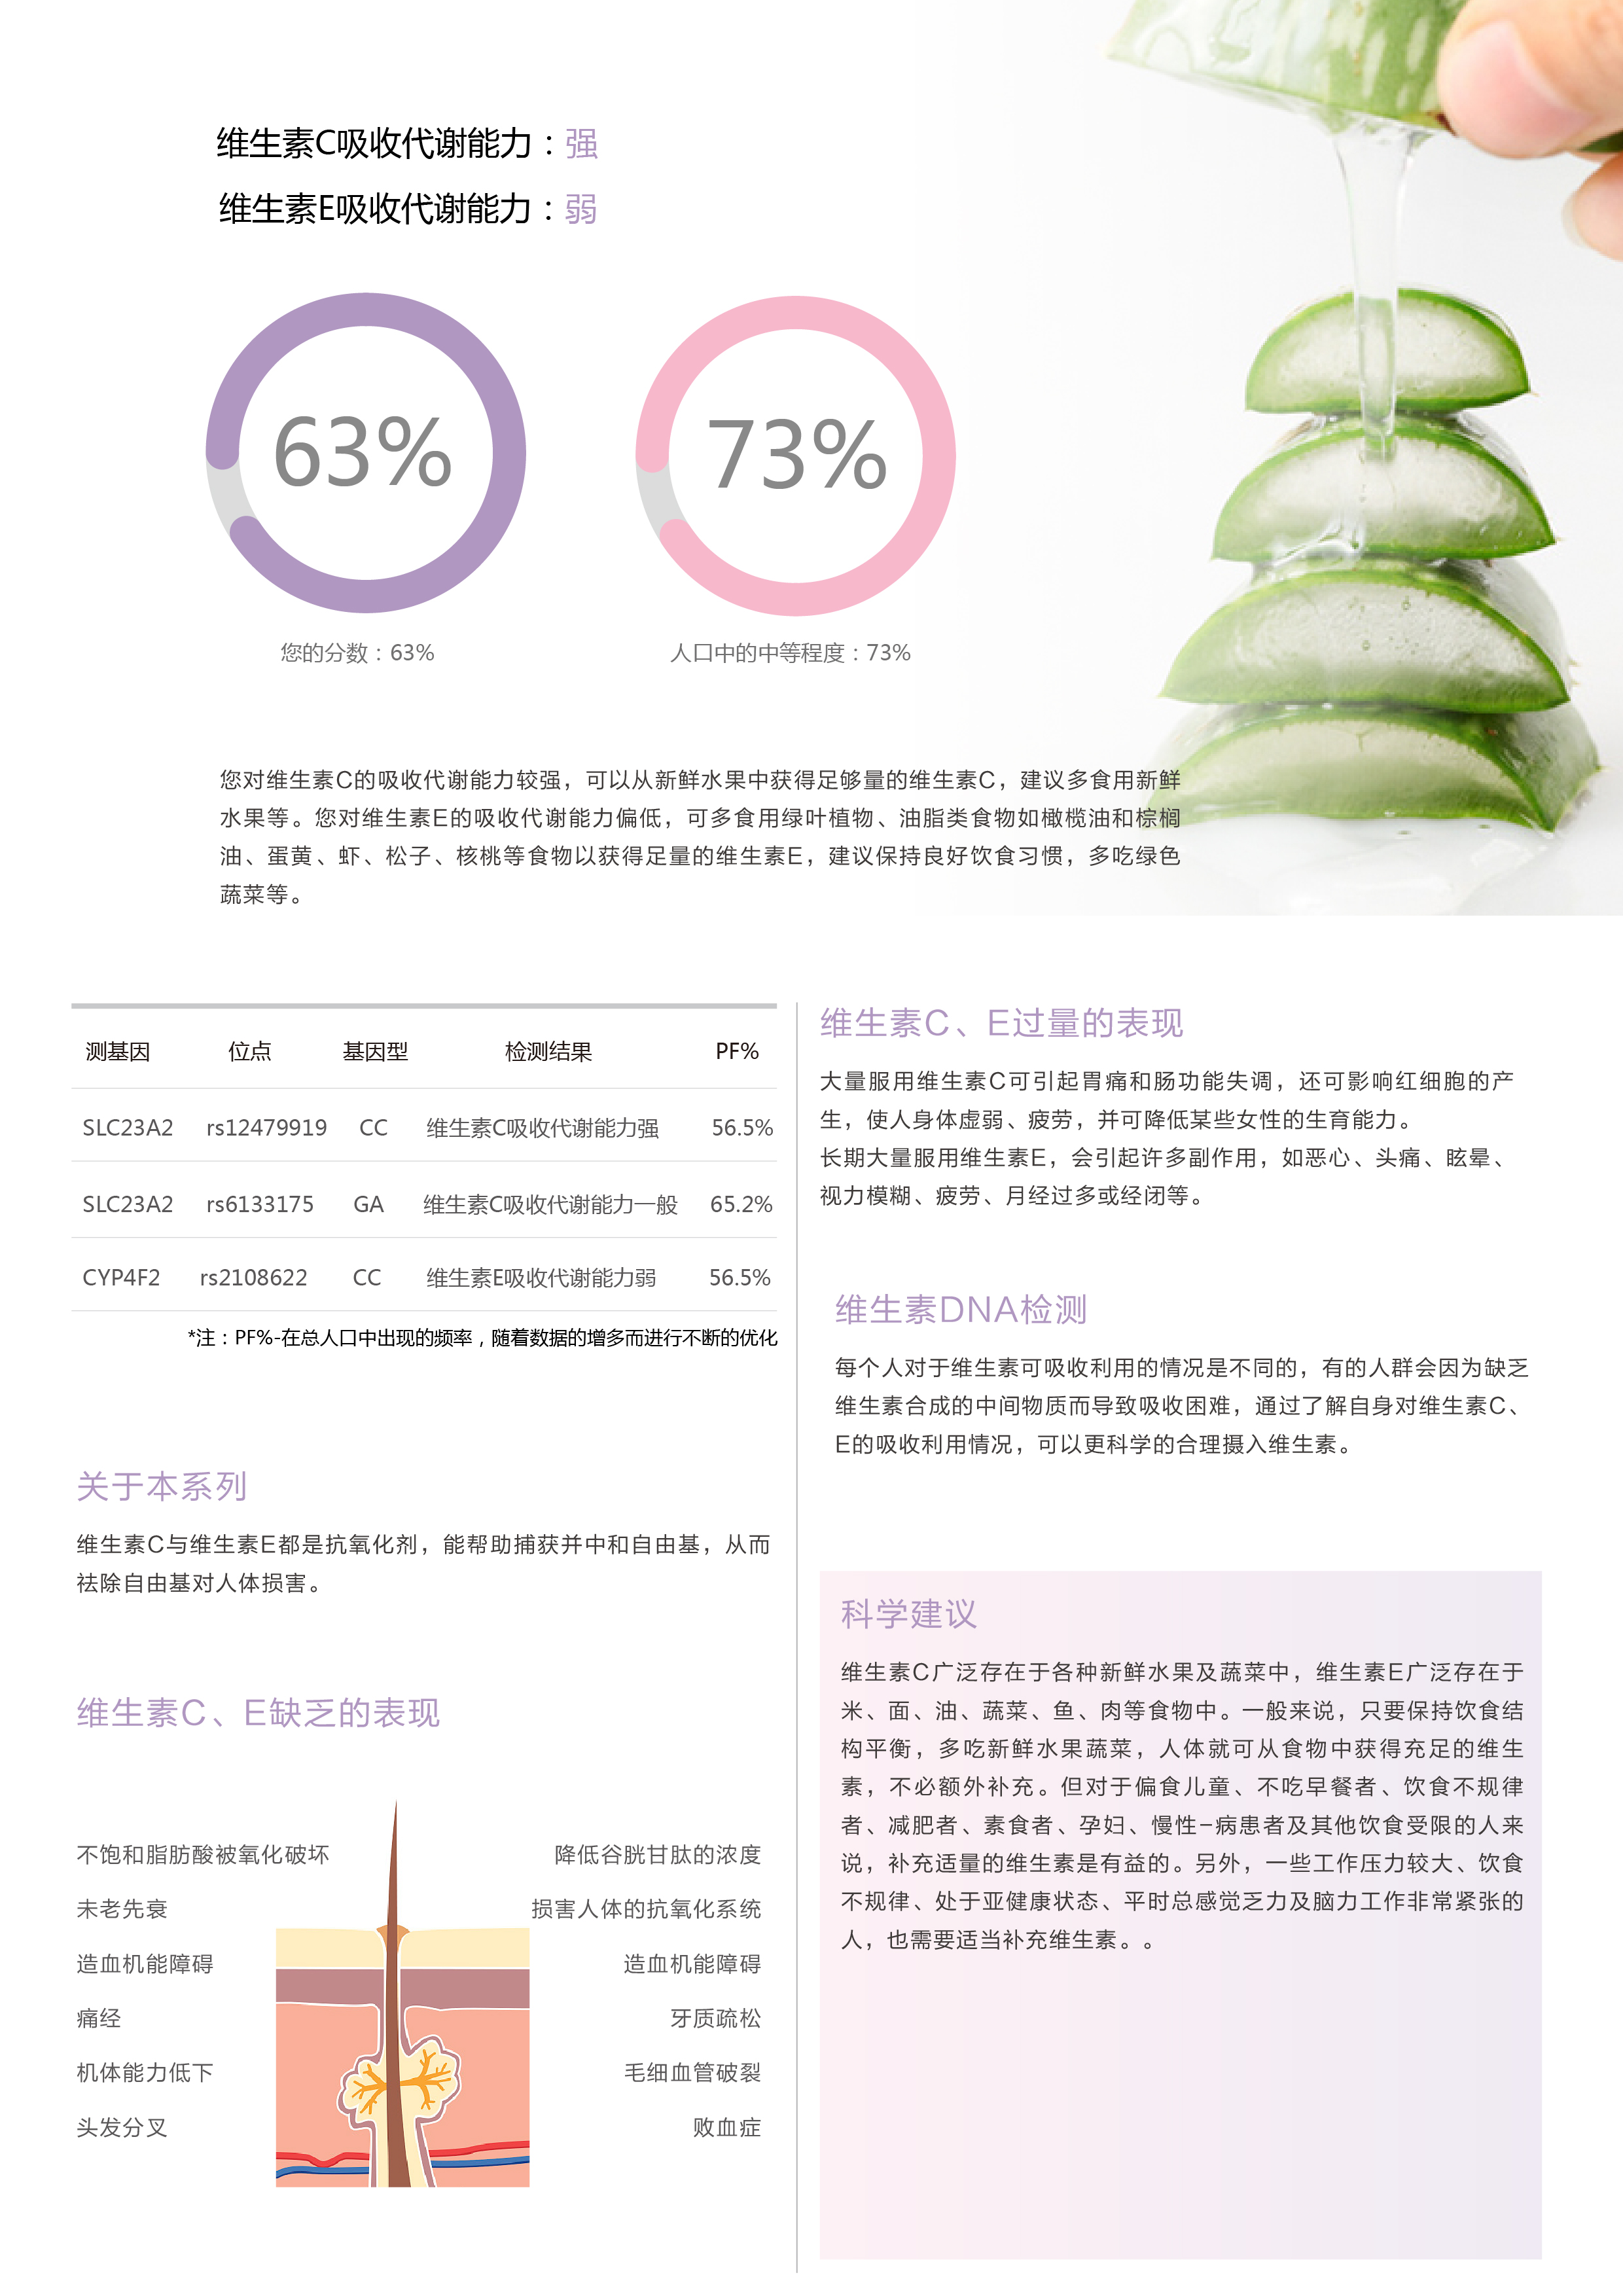 维生素C吸收代谢能力：强
维生素E吸收代谢能力：弱
63%
73%
您的分数：63%
人口中的中等程度：73%
您对维生素C的吸收代谢能力较强，可以从新鲜水果中获得足够量的维生素C，建议多食用新鲜
水果等。您对维生素E的吸收代谢能力偏低，可多食用绿叶植物、油脂类食物如橄榄油和棕榈
油、蛋黄、虾、松子、核桃等食物以获得足量的维生素E，建议保持良好饮食习惯，多吃绿色
蔬菜等。
测基因 位点 基因型 检测结果 PF%
SLC23A2 rs12479919 CC 维生素C吸收代谢能力强 56.5%
SLC23A2 rs6133175 GA 维生素C吸收代谢能力一般 65.2%
CYP4F2 rs2108622 CC 维生素E吸收代谢能力弱 56.5%
*注：PF%-在总人口中出现的频率，随着数据的增多而进行不断的优化
关于本系列
维生素C与维生素E都是抗氧化剂，能帮助捕获并中和自由基，从而
祛除自由基对人体损害。
维生素C、E缺乏的表现
不饱和脂肪酸被氧化破坏
未老先衰
造血机能障碍
痛经
机体能力低下
头发分叉
降低谷胱甘肽的浓度
损害人体的抗氧化系统
造血机能障碍
牙质疏松
毛细血管破裂
败血症
维生素C、E过量的表现
大量服用维生素C可引起胃痛和肠功能失调，还可影响红细胞的产
生，使人身体虚弱、疲劳，并可降低某些女性的生育能力。
长期大量服用维生素E，会引起许多副作用，如恶心、头痛、眩晕、
视力模糊、疲劳、月经过多或经闭等。
维生素DNA检测
每个人对于维生素可吸收利用的情况是不同的，有的人群会因为缺乏
维生素合成的中间物质而导致吸收困难，通过了解自身对维生素C、
E的吸收利用情况，可以更科学的合理摄入维生素。
科学建议
维生素C广泛存在于各种新鲜水果及蔬菜中，维生素E广泛存在于
米、面、油、蔬菜、鱼、肉等食物中。一般来说，只要保持饮食结
构平衡，多吃新鲜水果蔬菜，人体就可从食物中获得充足的维生
素，不必额外补充。但对于偏食儿童、不吃早餐者、饮食不规律
者、减肥者、素食者、孕妇、慢性-病患者及其他饮食受限的人来
说，补充适量的维生素是有益的。另外，一些工作压力较大、饮食
不规律、处于亚健康状态、平时总感觉乏力及脑力工作非常紧张的
人，也需要适当补充维生素。。